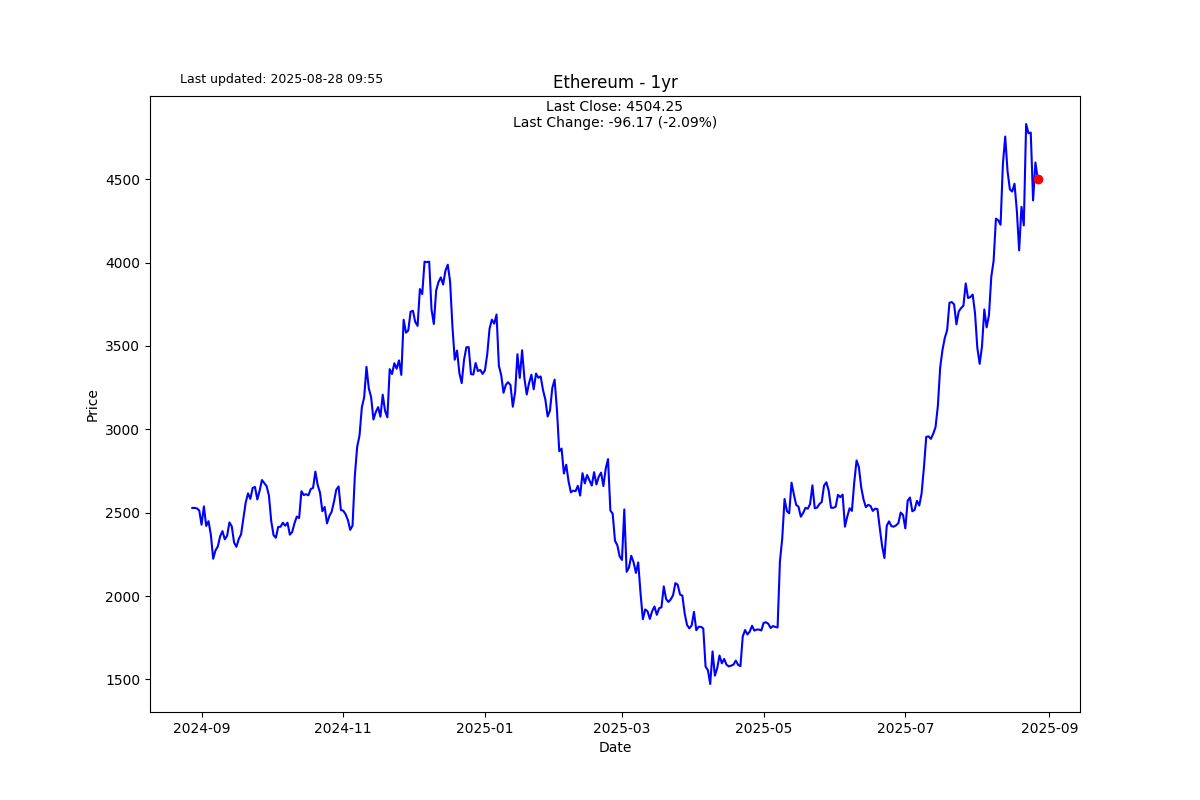 Last updated: 2025-08-28 09:55
Ethereum - 1yr
Last Close: 4504.25
Last Change: -96.17 (-2.09%)
4500
4000
3500
3000
2500
2000
1500
Price
2024-09
2024-11
2025-01
2025-03
2025-05
2025-07
2025-09
Date